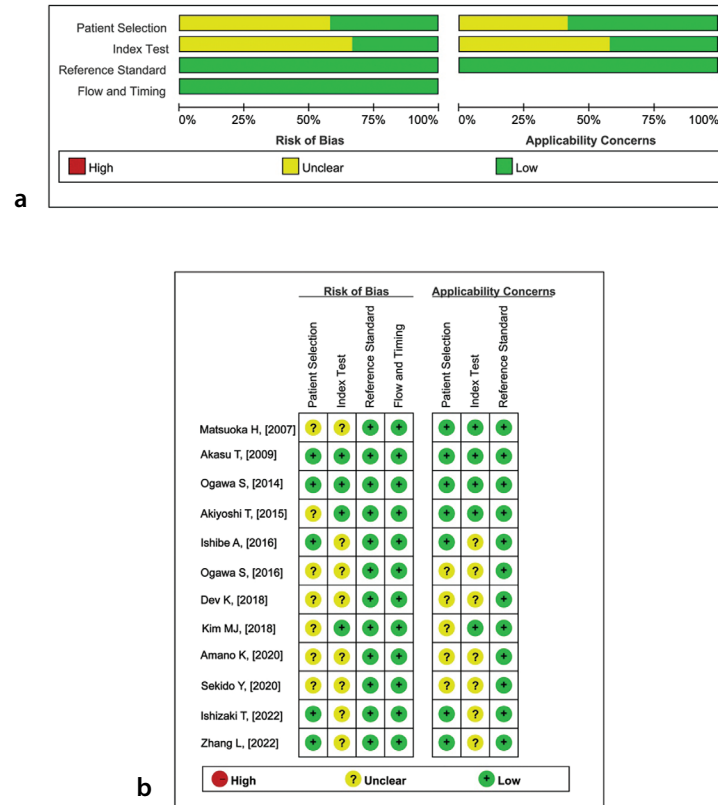 Patient Selection
Index Test
Reference Standard
Flow and Timing
0% 25% 50% 75% 100% 0% 25% 50% 75% 100%
Risk of Bias Applicability Concerns
High Unclear Low
a
Risk of Bias Applicability Concerns
Patient Selection Index Test Reference Standard Flow and Timing Patient Selection Index Test Reference Standard
Matsuoka H, [2007] ? ? + + + + +
Akasu T, [2009] + + + + + + +
Ogawa S, [2014] + + + + + + +
Akiyoshi T, [2015] ? + + + + + +
Ishibe A, [2016] + ? + + + ? +
Ogawa S, [2016] ? ? + + ? ? +
Dev K, [2018] ? ? + + ? ? +
Kim MJ, [2018] ? + + + ? + +
Amano K, [2020] ? ? + + ? ? +
Sekido Y, [2020] ? ? + + ? ? +
Ishizaki T, [2022] + ? + + + ? +
Zhang L, [2022] + ? + + + ? +
b
- High ? Unclear + Low